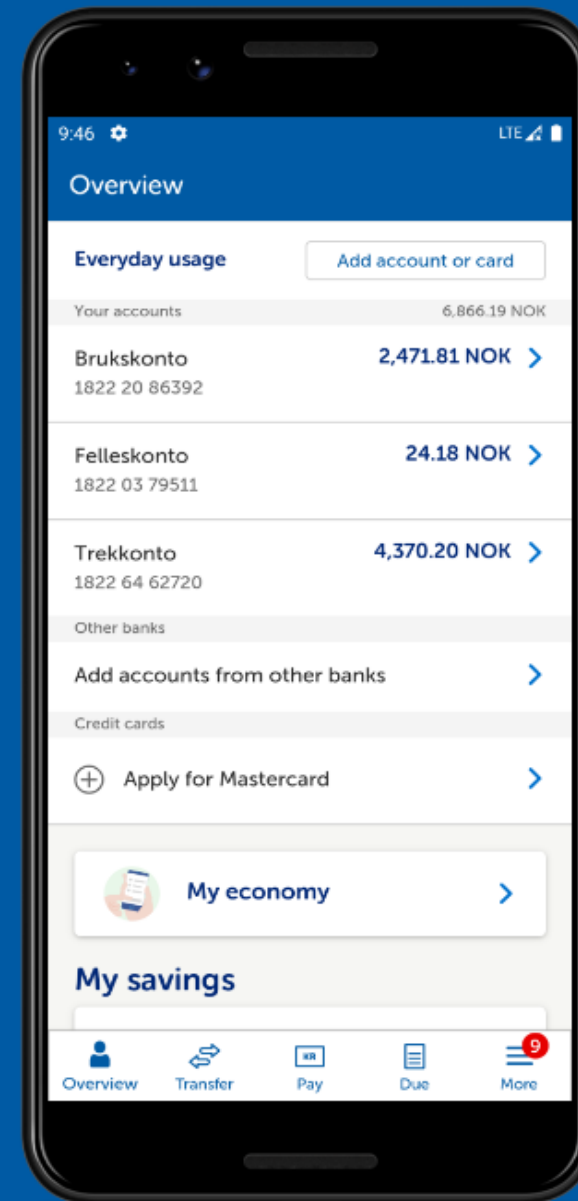 9:46 LTE
Overview
Everyday usage Add account or card
Your accounts 6,866.19 NOK
Brukskonto 2,471.81 NOK
1822 20 86392
Felleskonto 24.18 NOK
1822 03 79511
Trekkonto 4,370.20 NOK
1822 64 62720
Other banks
Add accounts from other banks
Credit cards
Apply for Mastercard
My economy
My savings
KR 9
Overview Transfer Pay Due More